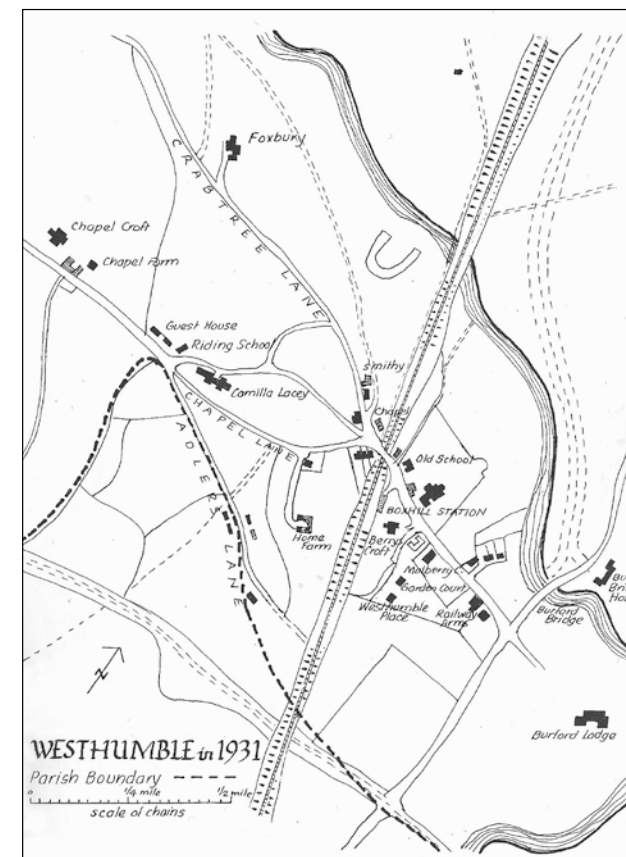 Foxbury
CRABTREE LANE
Chapel Croft
Chapel Farm
Guest House
Riding School
Camilla Lacey
smithy
Chapel
CHAPEL LANE
ADLERS LANE
Old School
BOXHILL STATION
Home
Farm
Berry
Croft
Mulberry C.
Garden Court
Westhumble
Place
Railway
Arms
Burford
Bridge
Burford Lodge
N
WESTHUMBLE in 1931
Parish Boundary
0 1/4 mile 1/2 mile
scale of chains